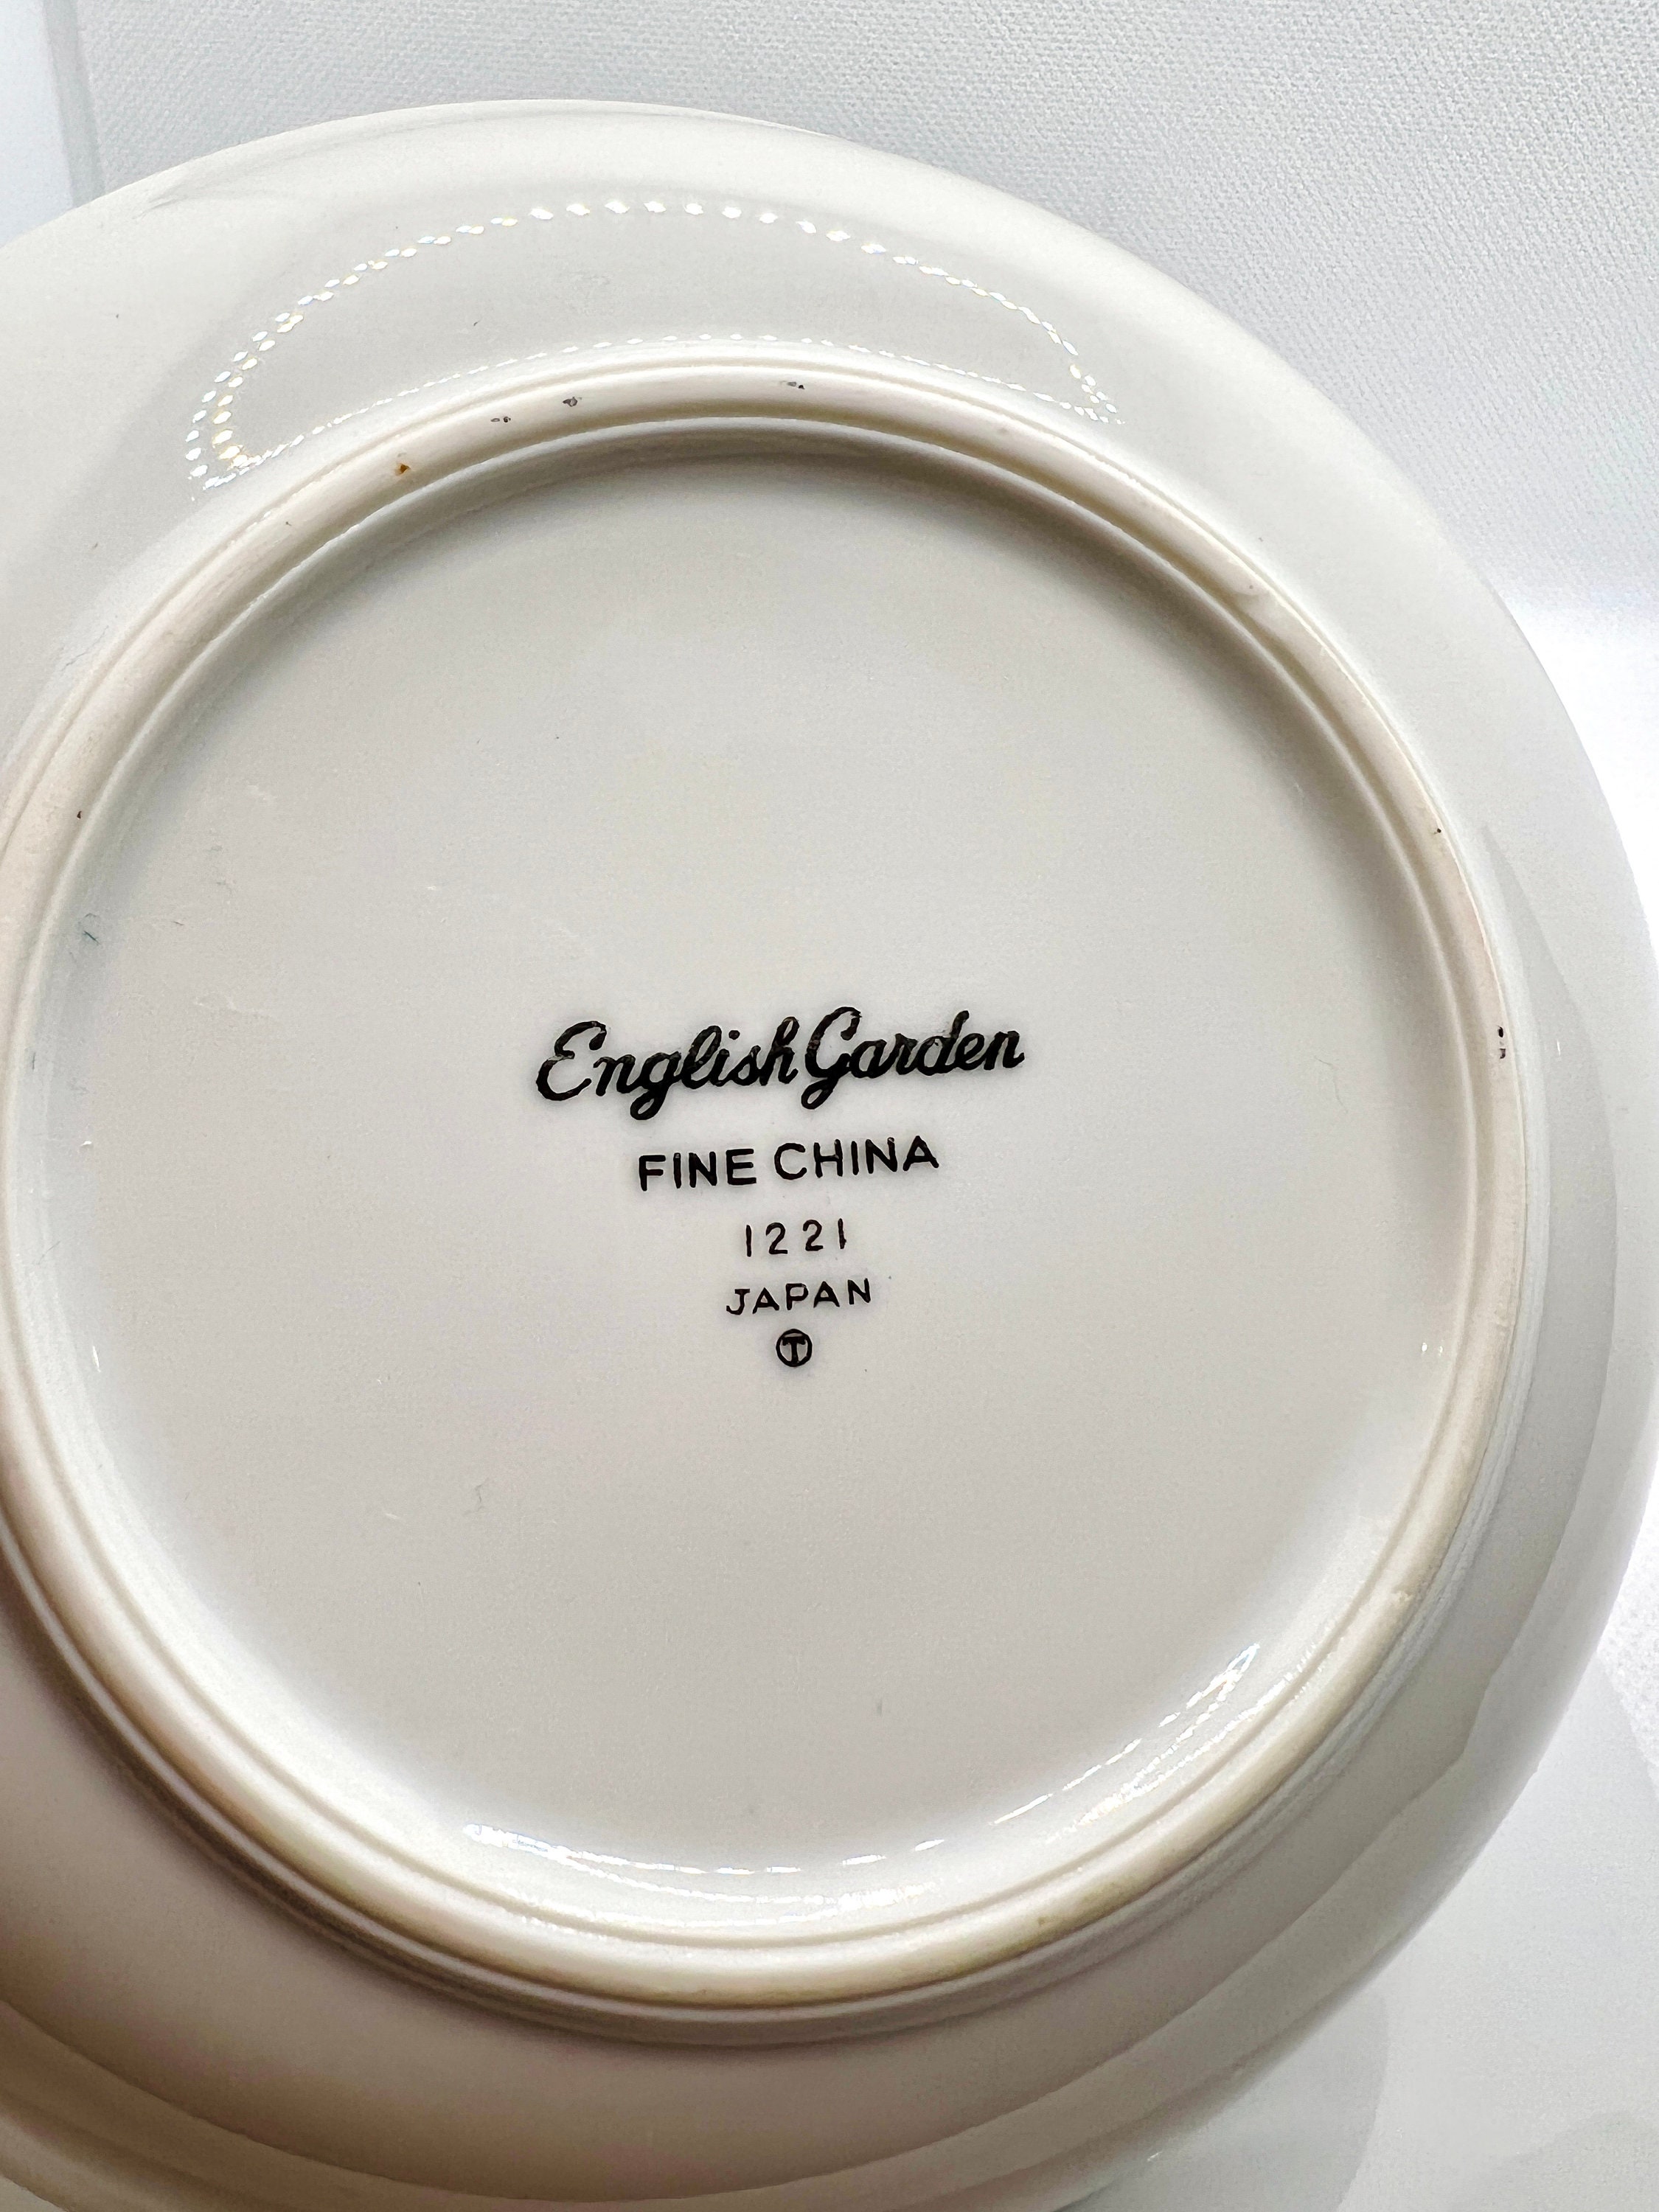 English Garden
FINE CHINA
1221
JAPAN
T